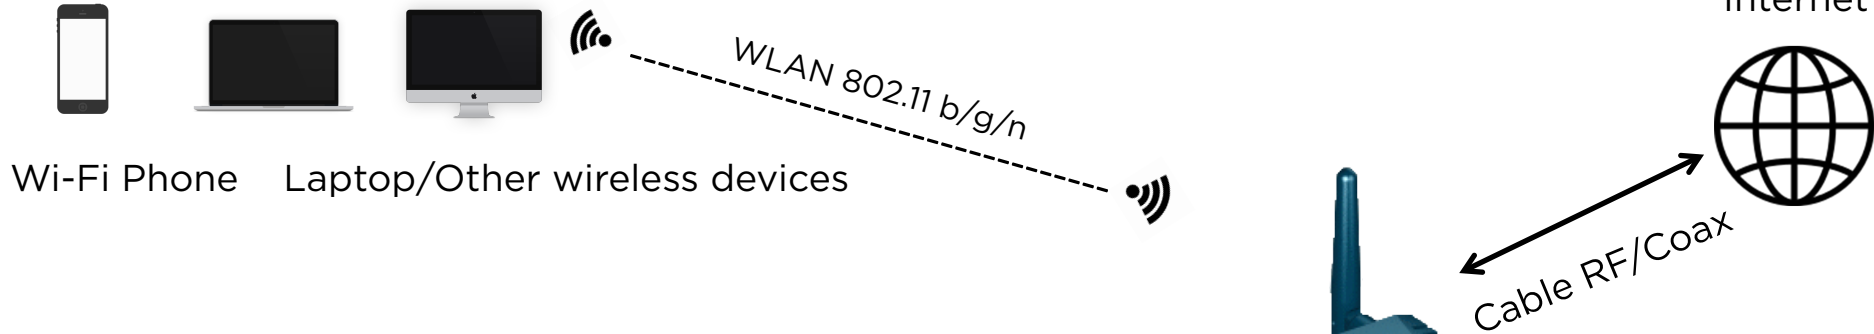 Internet
WLAN 802.11 b/g/n
Wi-Fi Phone
Laptop/Other wireless devices
Cable RF/Coax